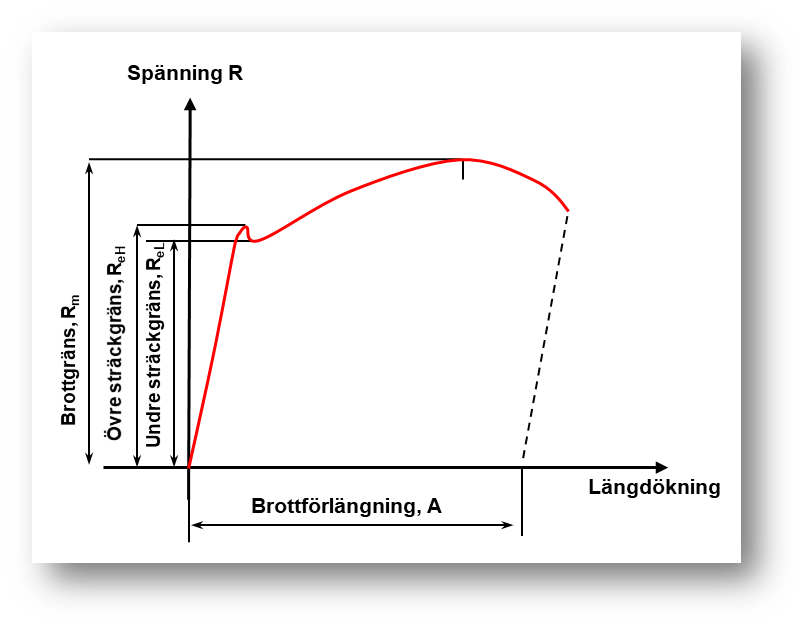 Spänning R
Brottgräns, Rm
Övre sträckgräns, ReH
Undre sträckgräns, ReL
Längdökning
Brottförlängning, A